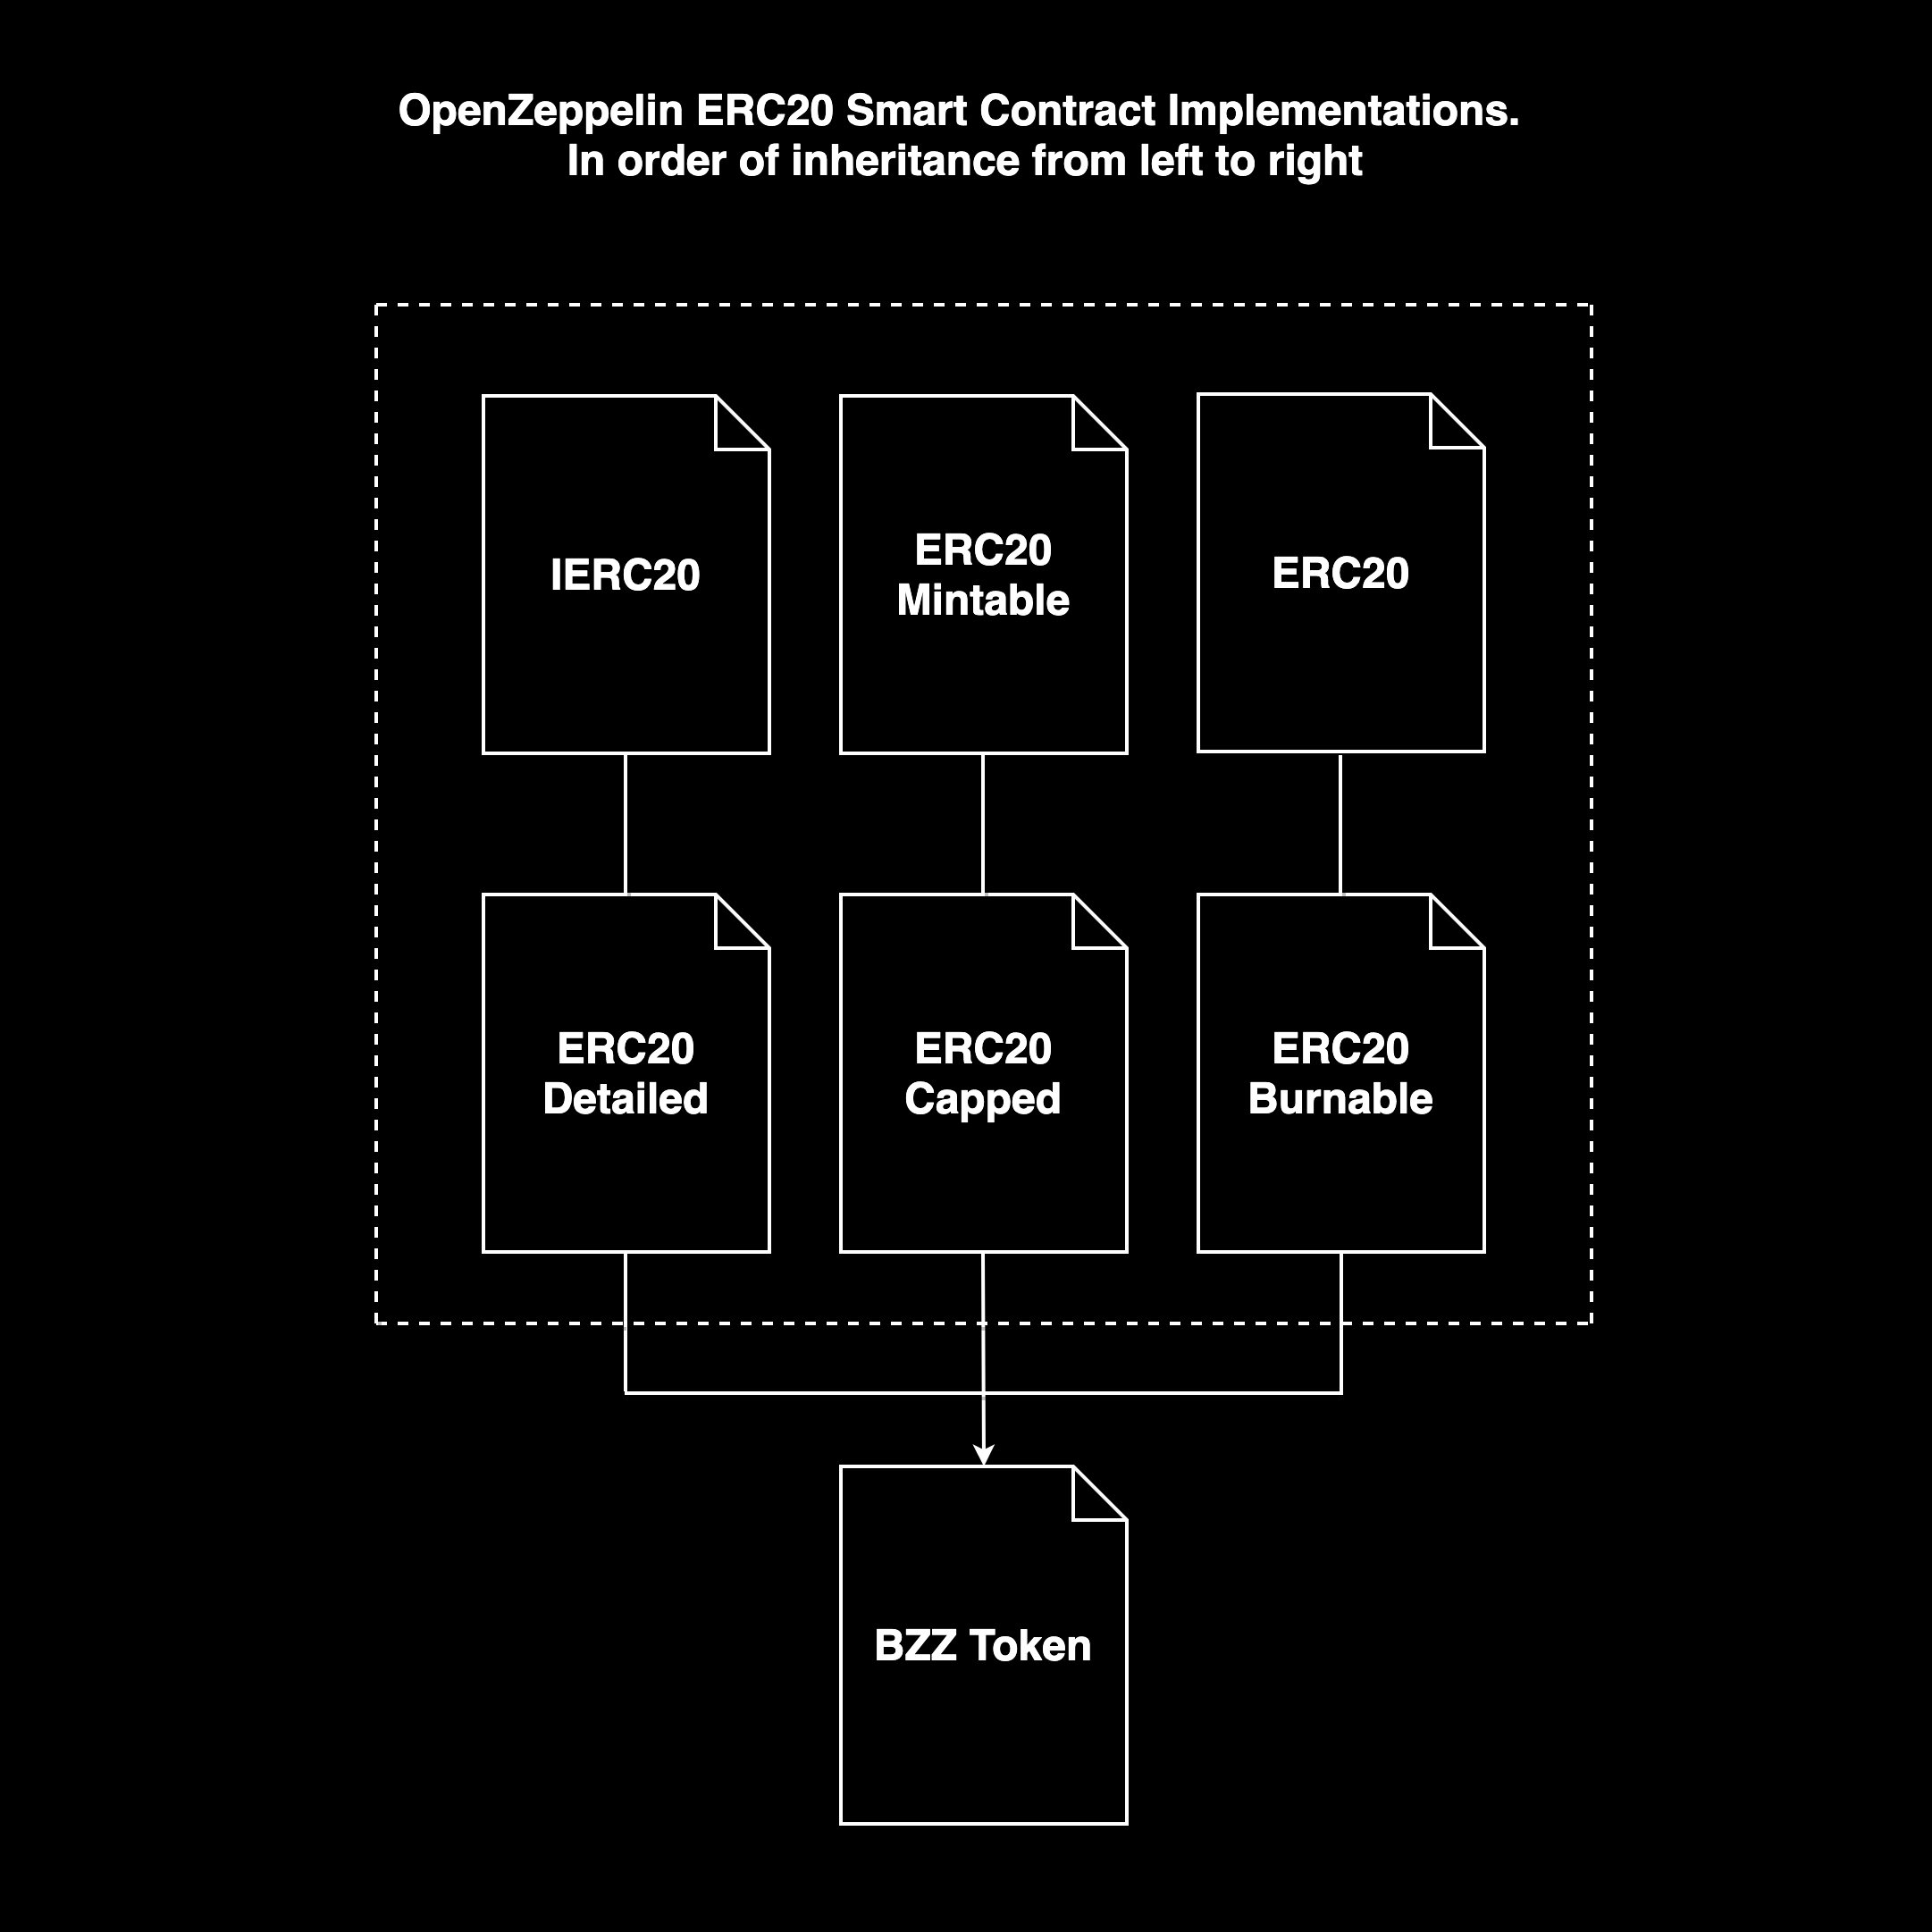 OpenZeppelin ERC20 Smart Contract Implementations.
In order of inheritance from left to right
IERC20
ERC20
Mintable
ERC20
ERC20
Detailed
ERC20
Capped
ERC20
Burnable
BZZ Token